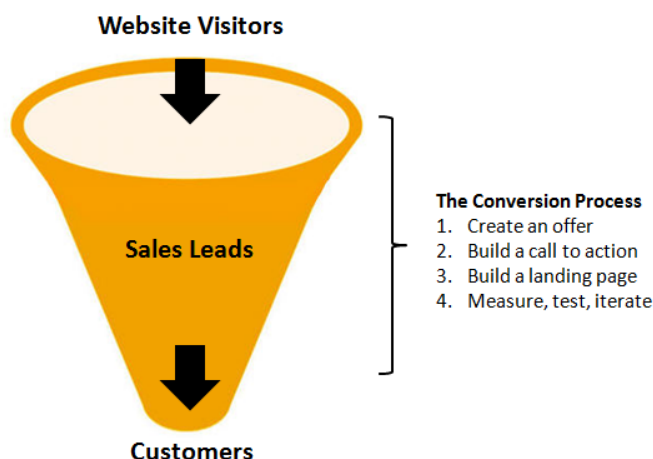 Website Visitors
Sales Leads
Customers
The Conversion Process
1. Create an offer
2. Build a call to action
3. Build a landing page
4. Measure, test, iterate